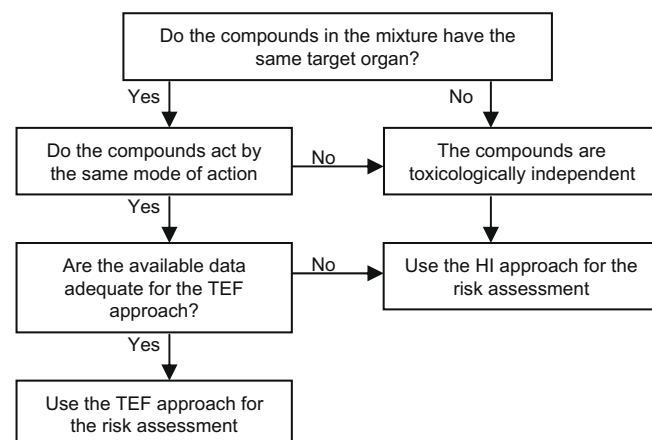 Do the compounds in the mixture have the
same target organ?
Yes
No
Do the compounds act by
the same mode of action
No
The compounds are
toxicologically independent
Yes
Are the available data
adequate for the TEF
approach?
No
Use the HI approach for the
risk assessment
Yes
Use the TEF approach for
the risk assessment